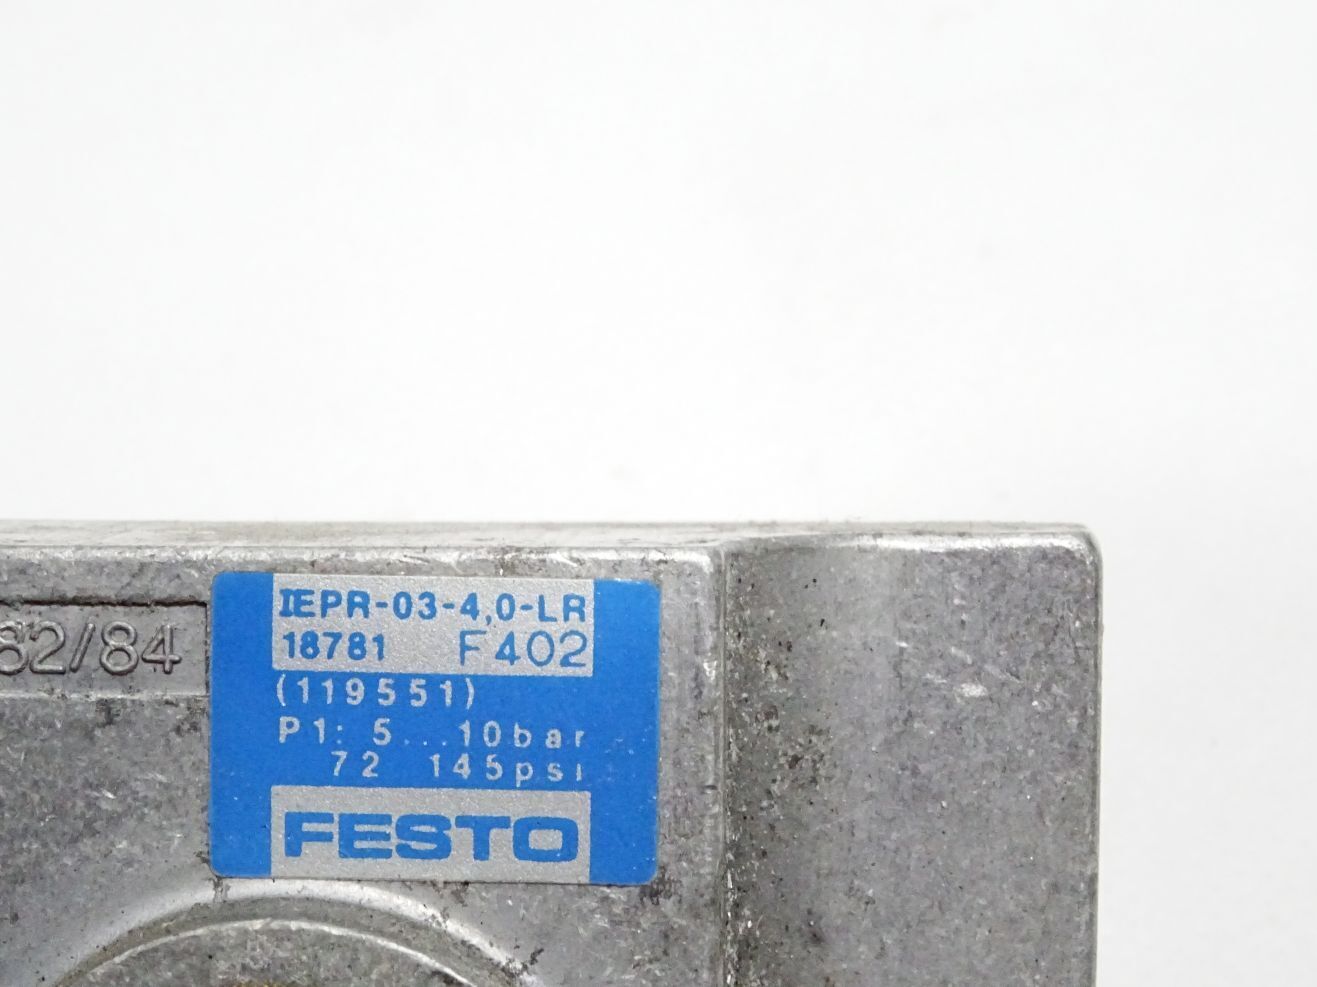 IEPR-03-4,0-LR
18781 F402
(119551)
P1: 5...10bar
72 145psi
FESTO
82/84